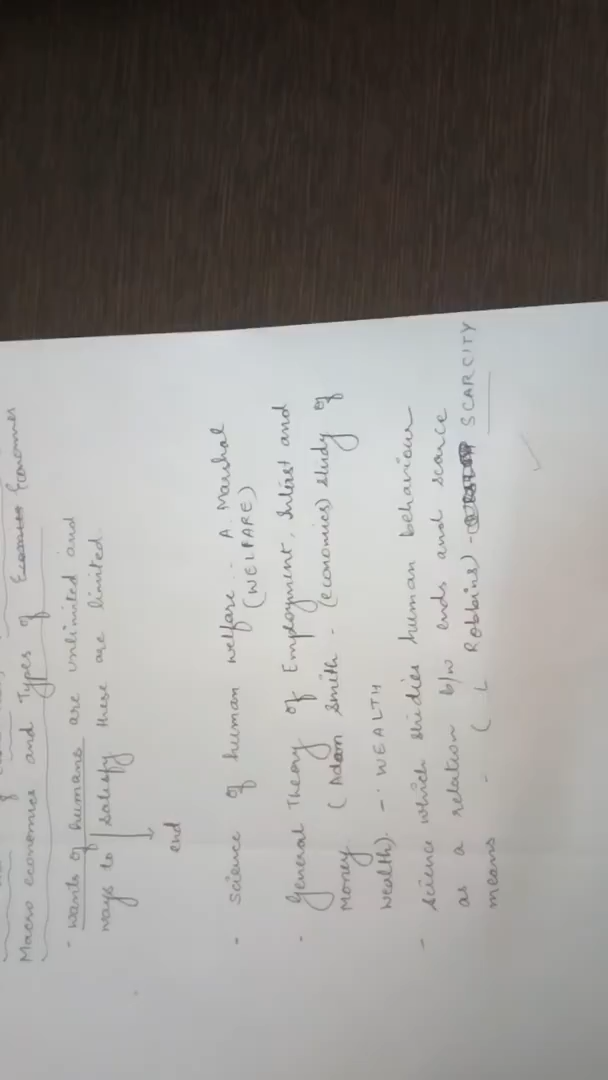 Macro economics and Types of Economies
- wants of humans are unlimited and
ways to satisfy these are limited.
end
- science of human welfare :- A. Marshal
(WELFARE)
- General Theory of Employment, Interest and
Money (Adam Smith - (economics) study of
wealth). - WEALTH
- science which studies human behaviour
as a relation b/w ends and scarce
means - (L Robbins) - SCARCITY